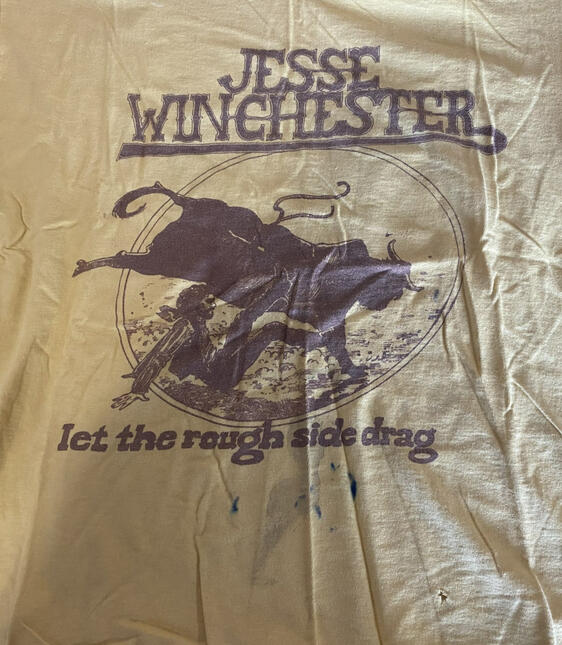 JESSE
WINCHESTER
let the rough side drag